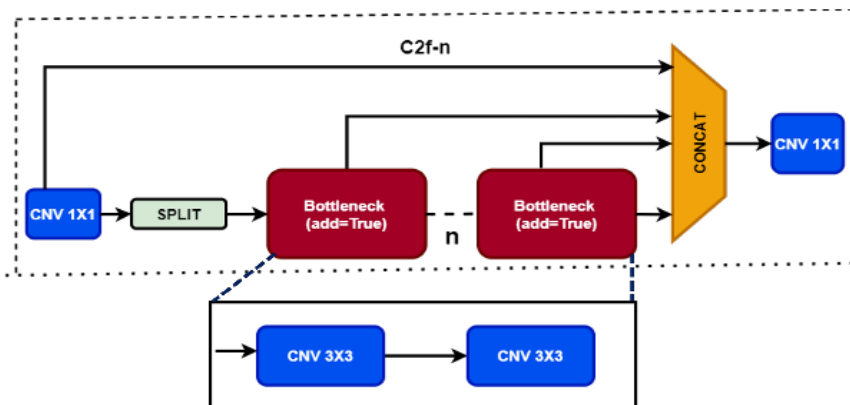 C2f-n
CNV 1X1
SPLIT
Bottleneck
(add=True)
n
Bottleneck
(add=True)
CONCAT
CNV 1X1
CNV 3X3
CNV 3X3